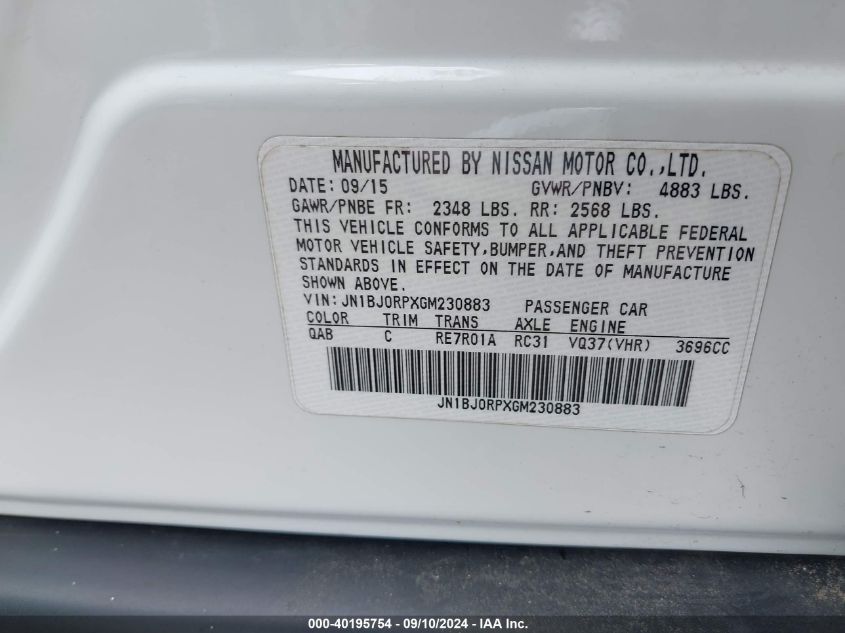 MANUFACTURED BY NISSAN MOTOR CO.,LTD.
DATE: 09/15 GVWR/PNBV: 4883 LBS.
GAWR/PNBE FR: 2348 LBS. RR: 2568 LBS.
THIS VEHICLE CONFORMS TO ALL APPLICABLE FEDERAL
MOTOR VEHICLE SAFETY,BUMPER,AND THEFT PREVENTION
STANDARDS IN EFFECT ON THE DATE OF MANUFACTURE
SHOWN ABOVE.
VIN: JN1BJ0RPXGM230883 PASSENGER CAR
COLOR TRIM TRANS AXLE ENGINE
QAB C RE7R01A RC31 VQ37(VHR) 3696CC
JN1BJ0RPXGM230883
000-40195754 - 09/10/2024 - IAA Inc.